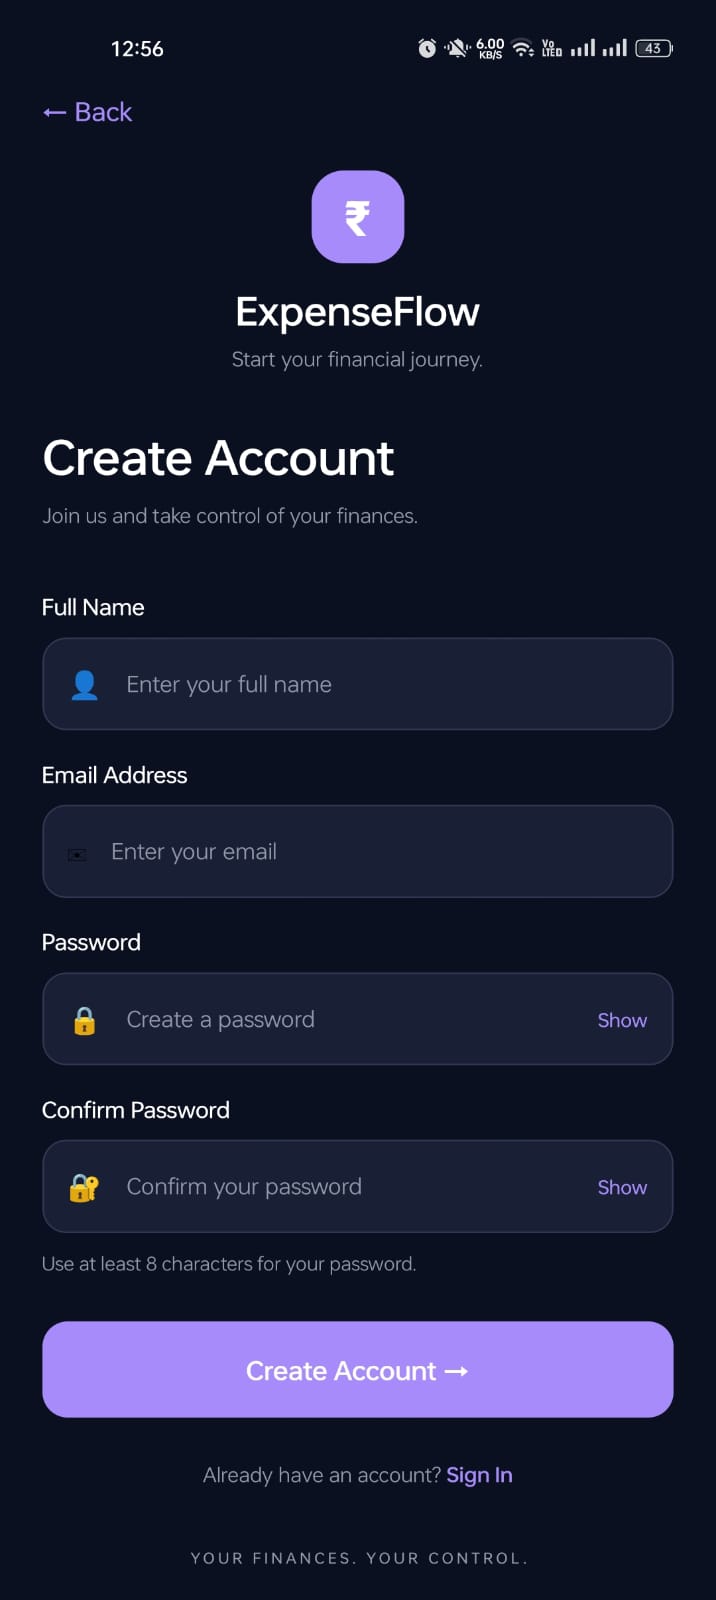 12:56
6.00 KB/S
Vo LTE
43
← Back
₹
ExpenseFlow
Start your financial journey.
Create Account
Join us and take control of your finances.
Full Name
Enter your full name
Email Address
Enter your email
Password
Create a password
Show
Confirm Password
Confirm your password
Show
Use at least 8 characters for your password.
Create Account →
Already have an account? Sign In
YOUR FINANCES. YOUR CONTROL.